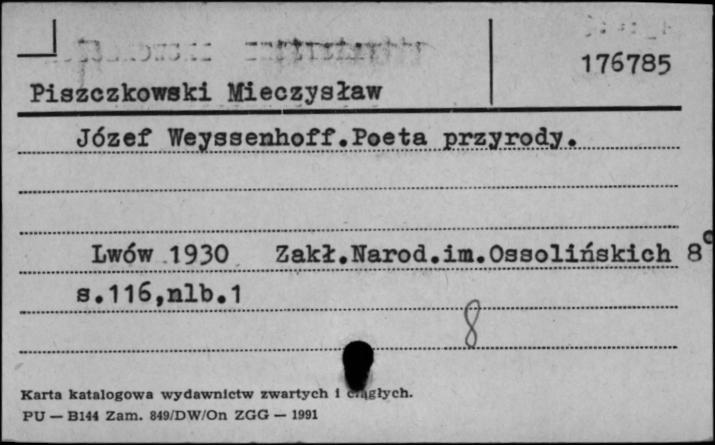 176785
Piszczkowski Mieczysław
Józef Weyssenhoff.Poeta przyrody.
Lwów 1930 Zakł.Narod.im.Ossolińskich 8°
s.116,nlb.1
8
Karta katalogowa wydawnictw zwartych i ciągłych.
PU — B144 Zam. 849/DW/On ZGG — 1991